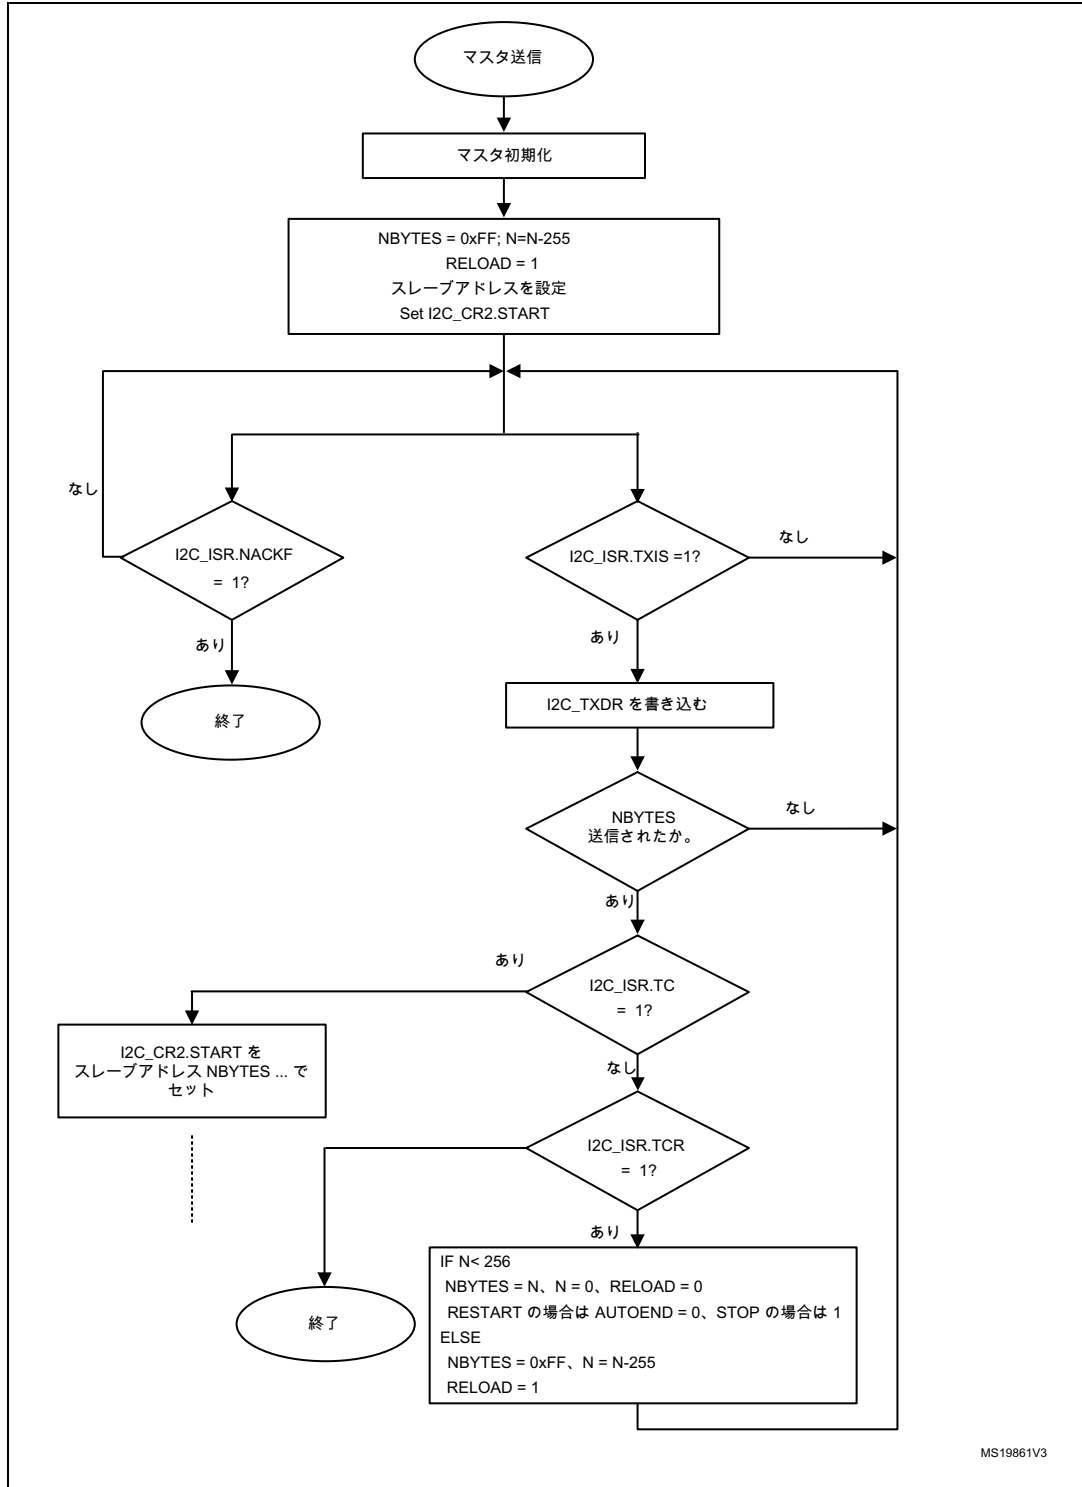 マスタ送信
マスタ初期化
NBYTES = 0xFF; N=N-255
RELOAD = 1
スレーブアドレスを設定
Set I2C_CR2.START
なし
I2C_ISR.NACKF
= 1?
あり
終了
I2C_ISR.TXIS =1?
なし
あり
I2C_TXDR を書き込む
NBYTES
送信されたか。
なし
あり
I2C_ISR.TC
= 1?
あり
I2C_CR2.START を
スレーブアドレス NBYTES ... で
セット
なし
I2C_ISR.TCR
= 1?
終了
あり
IF N< 256
NBYTES = N、N = 0、RELOAD = 0
RESTART の場合は AUTOEND = 0、STOP の場合は 1
ELSE
NBYTES = 0xFF、N = N-255
RELOAD = 1
MS19861V3